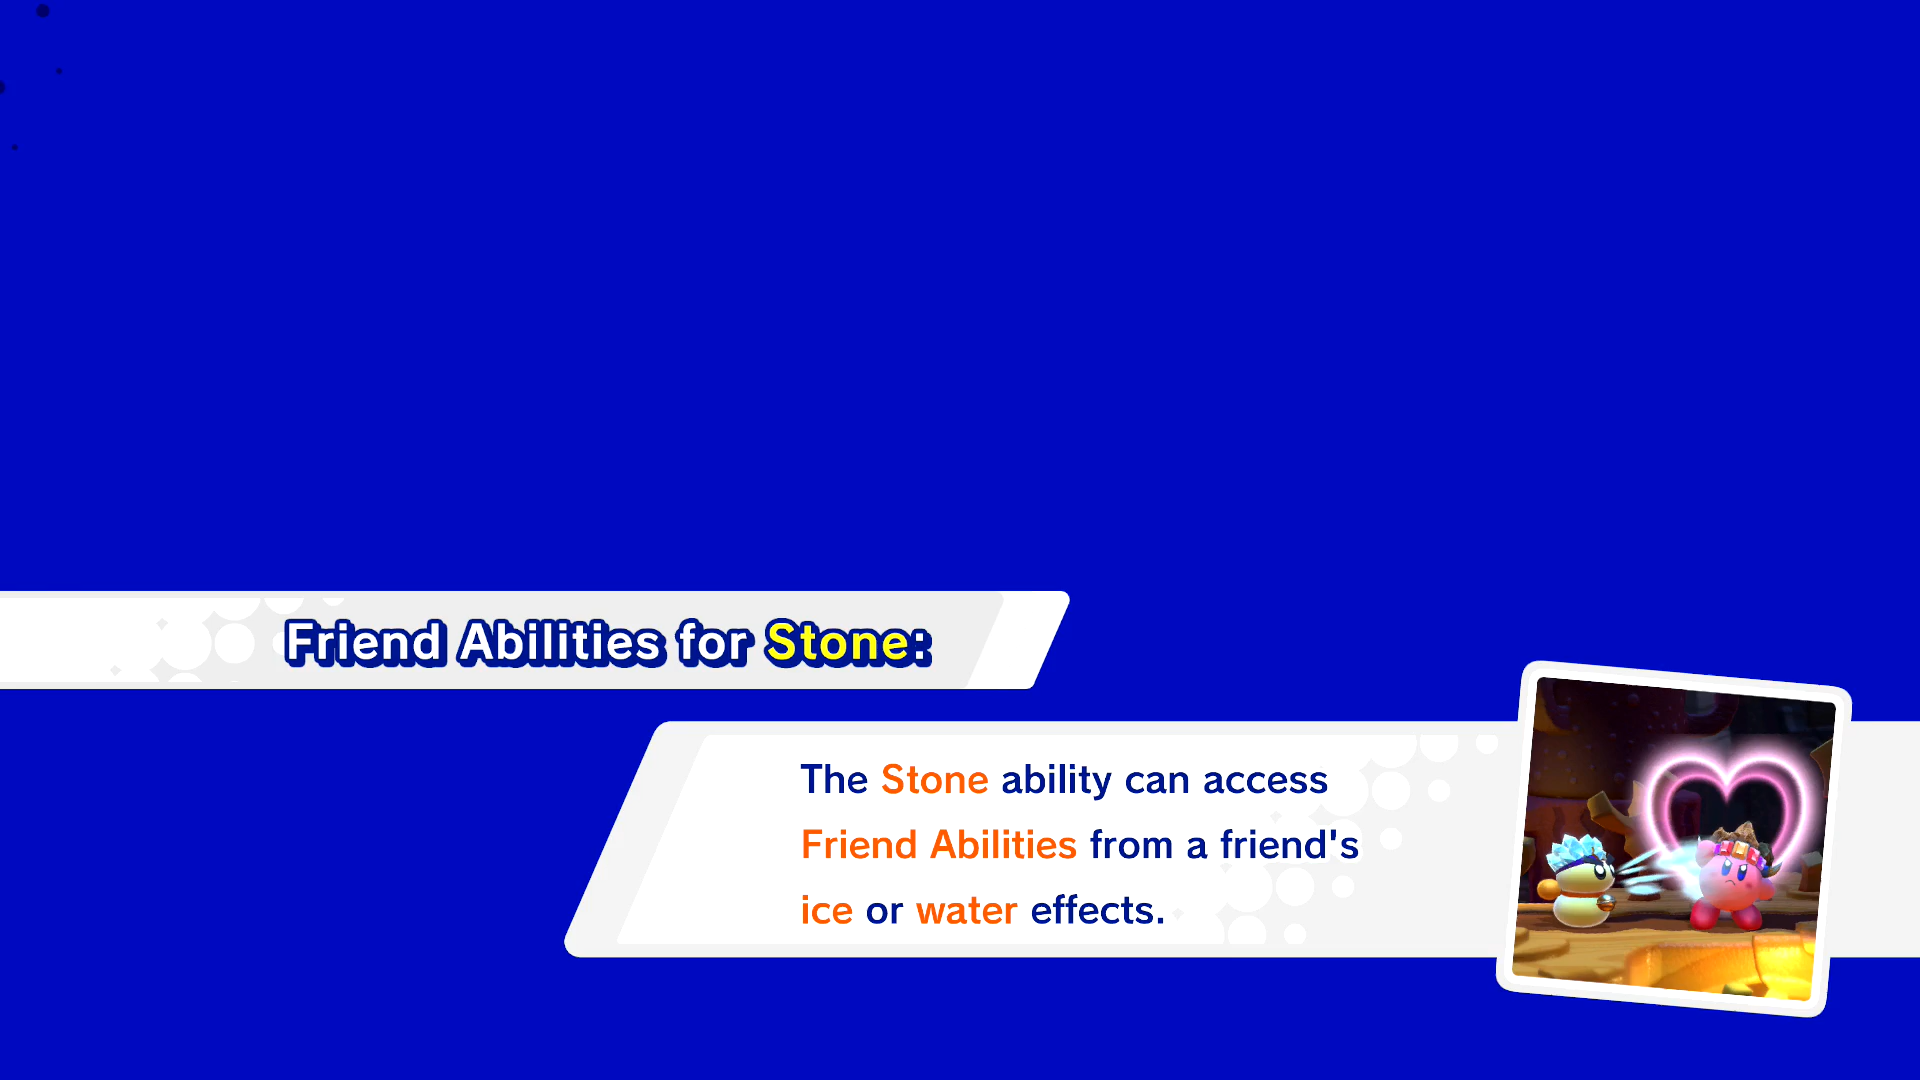 Friend Abilities for Stone:
The Stone ability can access
Friend Abilities from a friend's
ice or water effects.